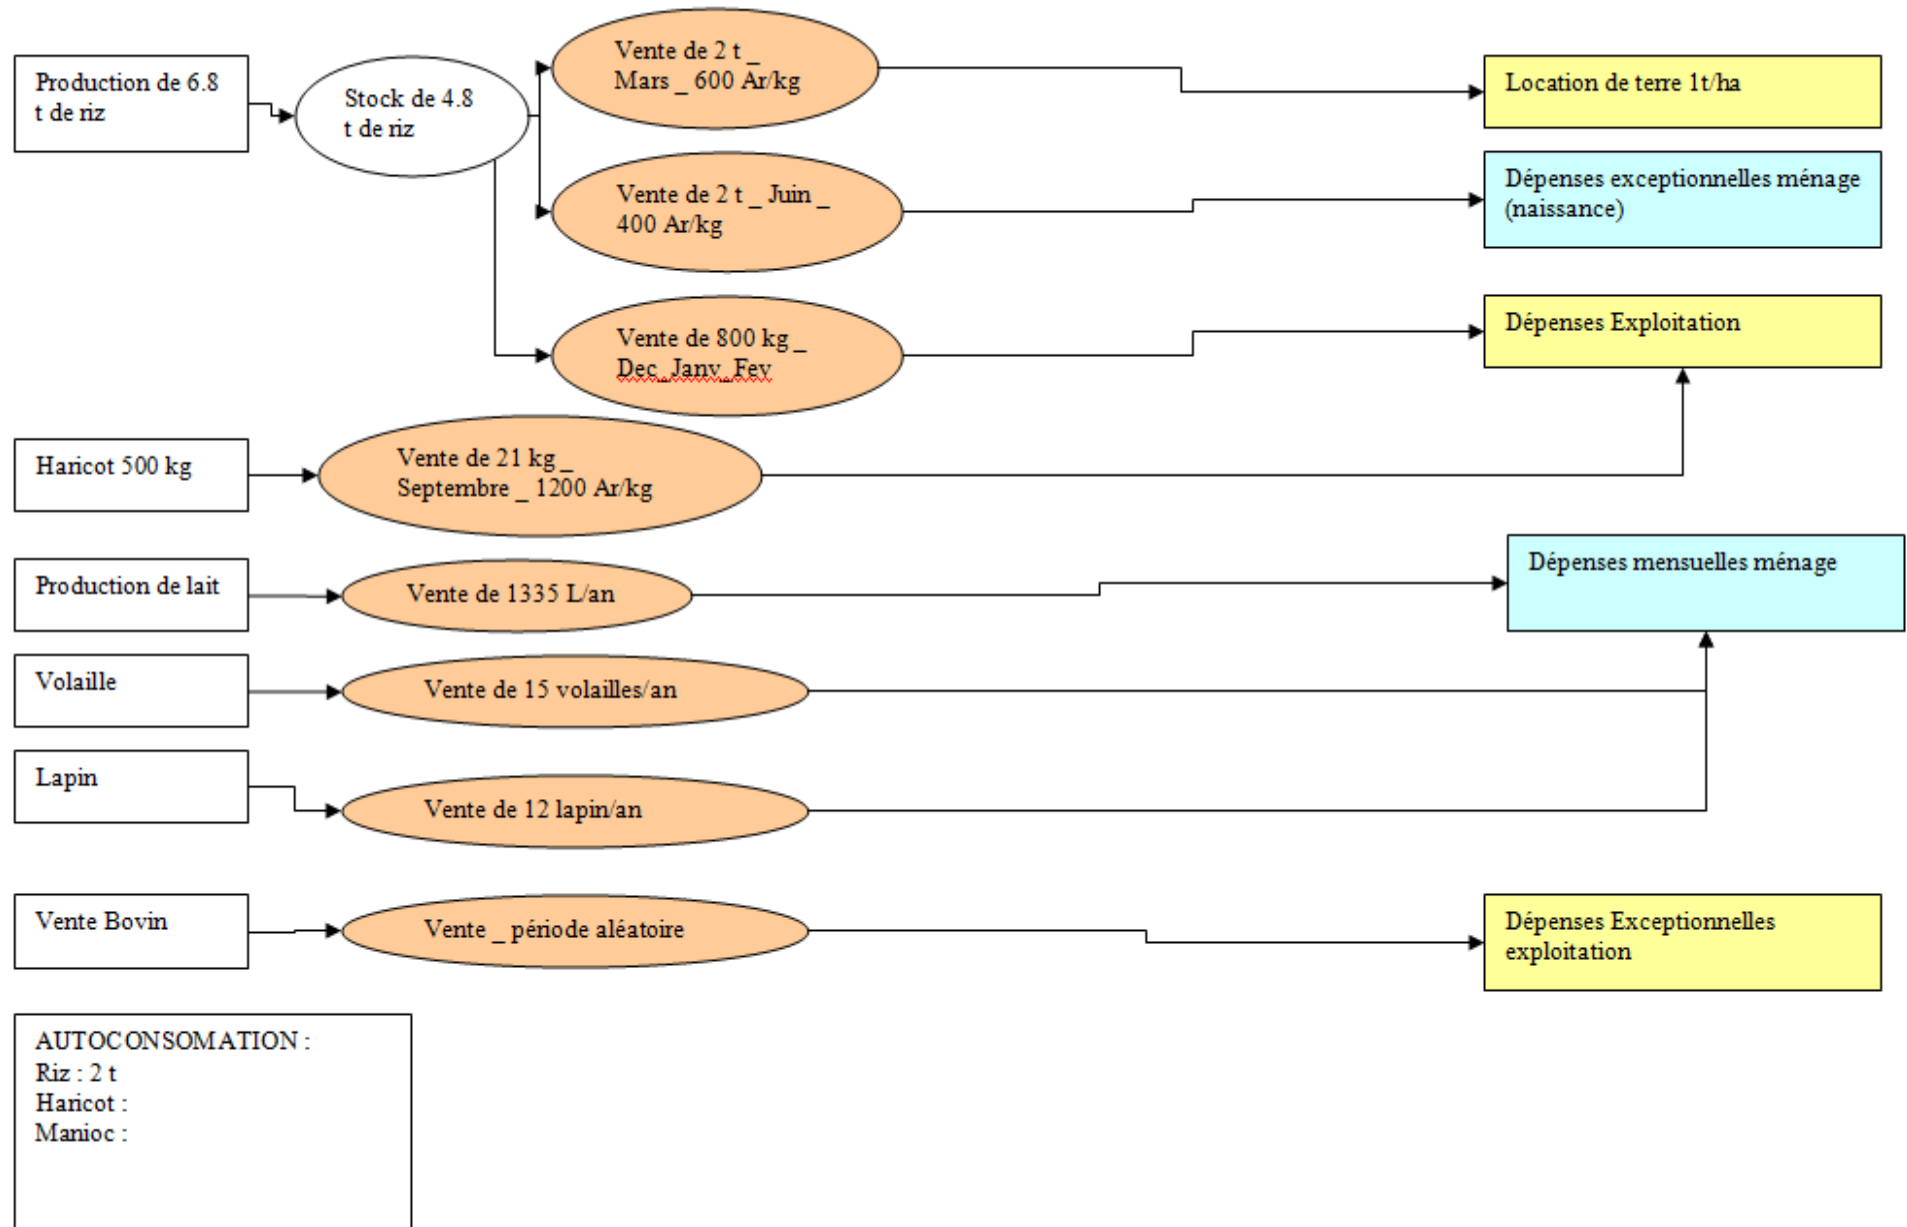 Production de 6.8
t de riz
Stock de 4.8
t de riz
Vente de 2 t _
Mars _ 600 Ar/kg
Location de terre 1t/ha
Vente de 2 t _ Juin _
400 Ar/kg
Dépenses exceptionnelles ménage
(naissance)
Vente de 800 kg _
Dec_Janv_Fev
Dépenses Exploitation
Haricot 500 kg
Vente de 21 kg _
Septembre _ 1200 Ar/kg
Production de lait
Vente de 1335 L/an
Dépenses mensuelles ménage
Volaille
Vente de 15 volailles/an
Lapin
Vente de 12 lapin/an
Vente Bovin
Vente _ période aléatoire
Dépenses Exceptionnelles
exploitation
AUTOCONSOMATION :
Riz : 2 t
Haricot :
Manioc :